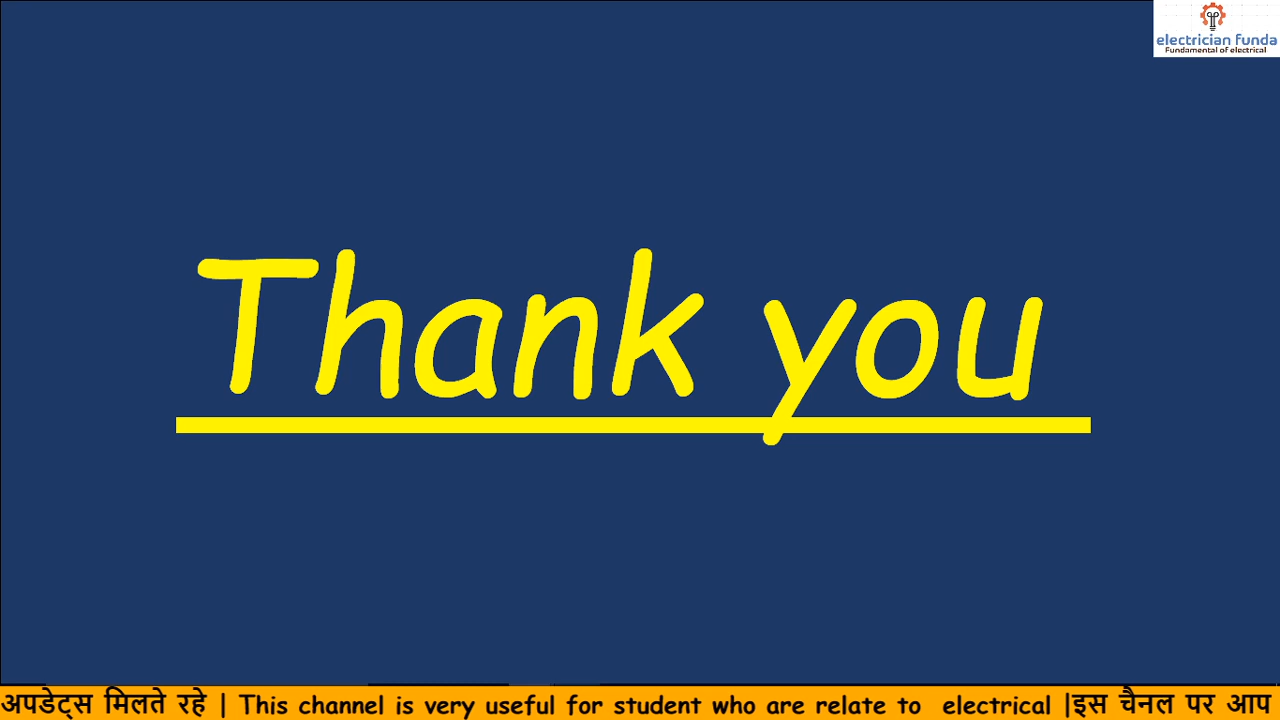 electrician funda
Fundamental of electrical
Thank you
अपडेट्स मिलते रहे | This channel is very useful for student who are relate to electrical |इस चैनल पर आप